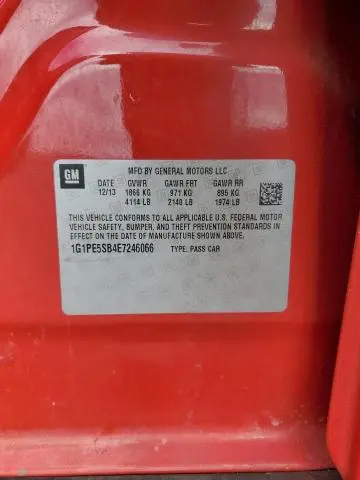 GM
MFD BY GENERAL MOTORS LLC
DATE GVWR GAWR FRT GAWR RR
12/13 1866 KG 971 KG 895 KG
4114 LB 2140 LB 1974 LB
THIS VEHICLE CONFORMS TO ALL APPLICABLE U.S. FEDERAL MOTOR
VEHICLE SAFETY, BUMPER, AND THEFT PREVENTION STANDARDS IN
EFFECT ON THE DATE OF MANUFACTURE SHOWN ABOVE.
1G1PE5SB4E7246066 TYPE: PASS CAR